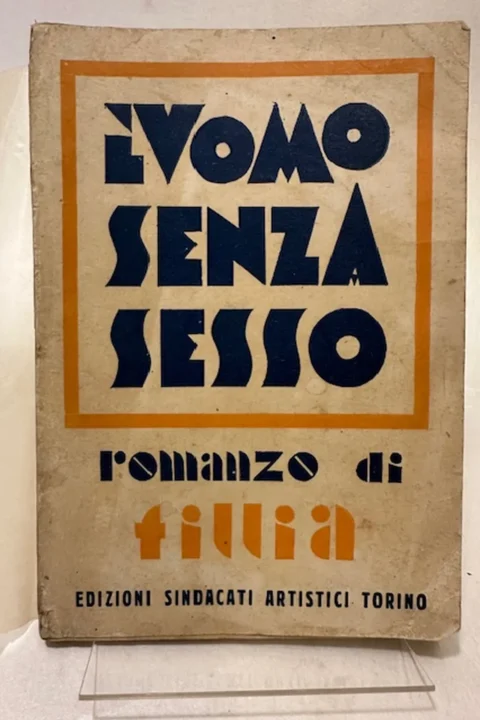 L'VOMO
SENZA
SESSO
romanzo di
fillia
EDIZIONI SINDACATI ARTISTICI TORINO